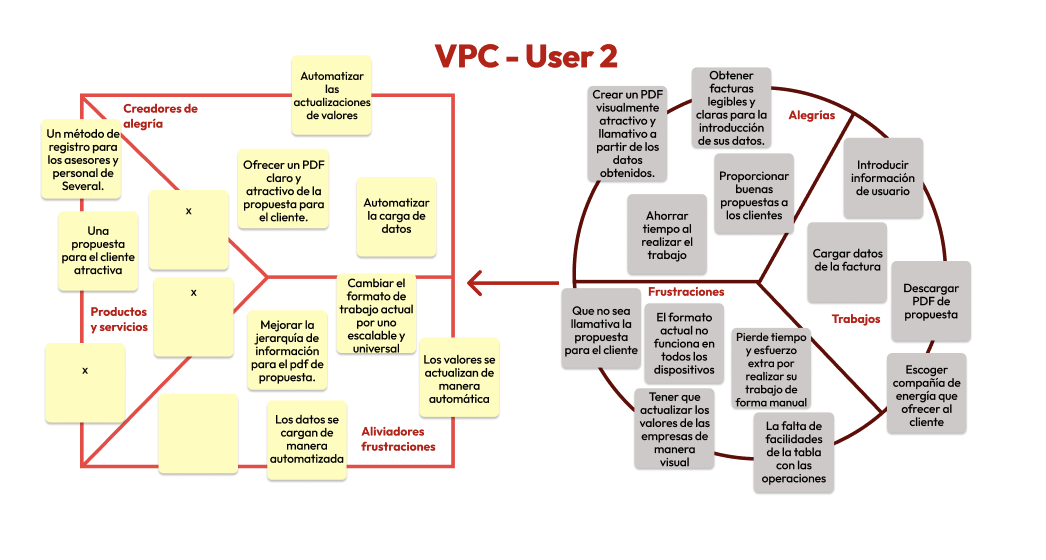 VPC - User 2
Automatizar
las
actualizaciones
de valores
Creadores de
alegría
Un método de
registro para
los asesores y
personal de
Several.
Ofrecer un PDF
claro y
atractivo de la
propuesta para
el cliente.
Automatizar
la carga de
datos
x
Una
propuesta
para el cliente
atractiva
x
Productos
y servicios
x
Cambiar el
formato de
trabajo actual
por uno
escalable y
universal
Mejorar la
jerarquía de
información
para el pdf de
propuesta.
Los valores se
actualizan de
manera
automática
Los datos se
cargan de
manera
automatizada
Aliviadores
frustraciones
Crear un PDF
visualmente
atractivo y
llamativo a
partir de los
datos
obtenidos.
Obtener
facturas
legibles y
claras para la
introducción
de sus datos.
Alegrias
Proporcionar
buenas
propuestas a
los clientes
Ahorrar
tiempo al
realizar el
trabajo
Introducir
información
de usuario
Cargar datos
de la factura
Descargar
PDF de
propuesta
Trabajos
Escoger
compañía de
energía que
ofrecer al
cliente
Frustraciones
Que no sea
llamativa la
propuesta
para el cliente
El formato
actual no
funciona en
todos los
dispositivos
Pierde tiempo
y esfuerzo
extra por
realizar su
trabajo de
forma manual
Tener que
actualizar los
valores de las
empresas de
manera
visual
La falta de
facilidades
de la tabla
con las
operaciones